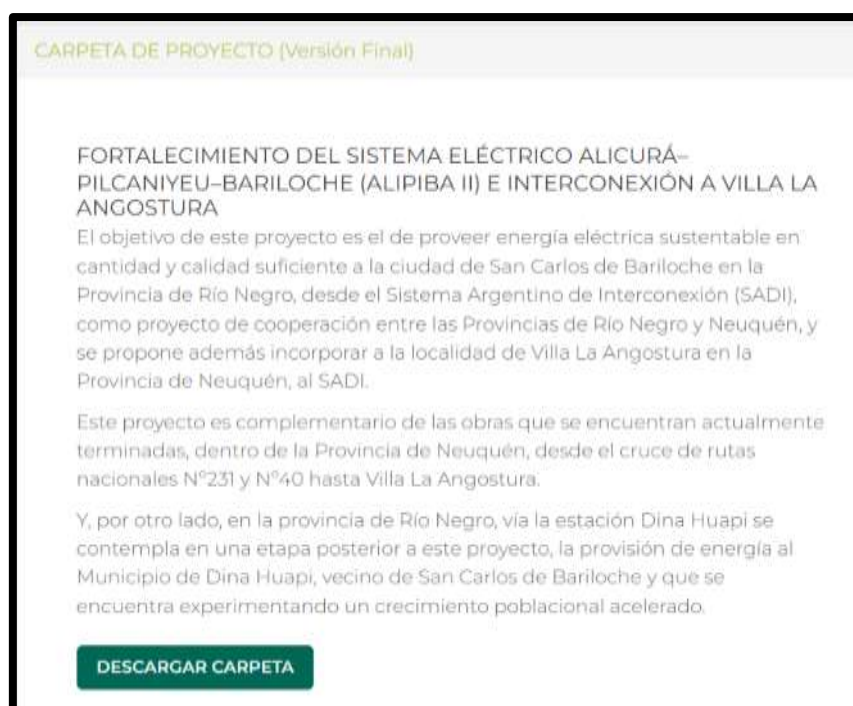 CARPETA DE PROYECTO (Versión Final)
FORTALECIMIENTO DEL SISTEMA ELÉCTRICO ALICURÁ–
PILCANIYEU–BARILOCHE (ALIPIBA II) E INTERCONEXIÓN A VILLA LA
ANGOSTURA
El objetivo de este proyecto es el de proveer energía eléctrica sustentable en
cantidad y calidad suficiente a la ciudad de San Carlos de Bariloche en la
Provincia de Río Negro, desde el Sistema Argentino de Interconexión (SADI),
como proyecto de cooperación entre las Provincias de Río Negro y Neuquén, y
se propone además incorporar a la localidad de Villa La Angostura en la
Provincia de Neuquén, al SADI.
Este proyecto es complementario de las obras que se encuentran actualmente
terminadas, dentro de la Provincia de Neuquén, desde el cruce de rutas
nacionales N°231 y N°40 hasta Villa La Angostura.
Y, por otro lado, en la provincia de Río Negro, vía la estación Dina Huapi se
contempla en una etapa posterior a este proyecto, la provisión de energía al
Municipio de Dina Huapi, vecino de San Carlos de Bariloche y que se
encuentra experimentando un crecimiento poblacional acelerado.
DESCARGAR CARPETA